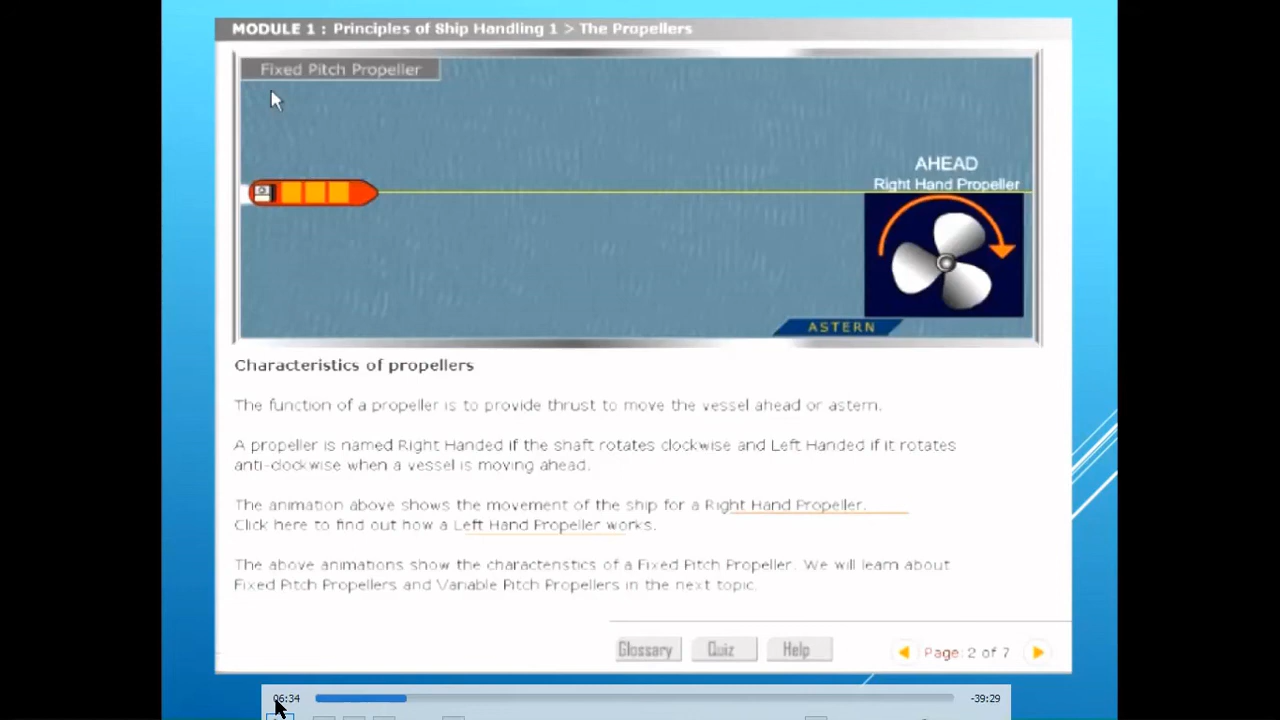 MODULE 1 : Principles of Ship Handling 1 > The Propellers
Fixed Pitch Propeller
AHEAD
Right Hand Propeller
ASTERN
Characteristics of propellers
The function of a propeller is to provide thrust to move the vessel ahead or astern.
A propeller is named Right Handed if the shaft rotates clockwise and Left Handed if it rotates
anti-clockwise when a vessel is moving ahead.
The animation above shows the movement of the ship for a Right Hand Propeller.
Click here to find out how a Left Hand Propeller works.
The above animations show the characteristics of a Fixed Pitch Propeller. We will learn about
Fixed Pitch Propellers and Variable Pitch Propellers in the next topic.
Glossary
Quiz
Help
Page: 2 of 7
06:34
-39:29